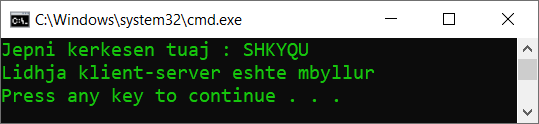 C:\Windows\system32\cmd.exe
Jepni kerkesen tuaj : SHKYQU
Lidhja klient-server eshte mbyllur
Press any key to continue . . .